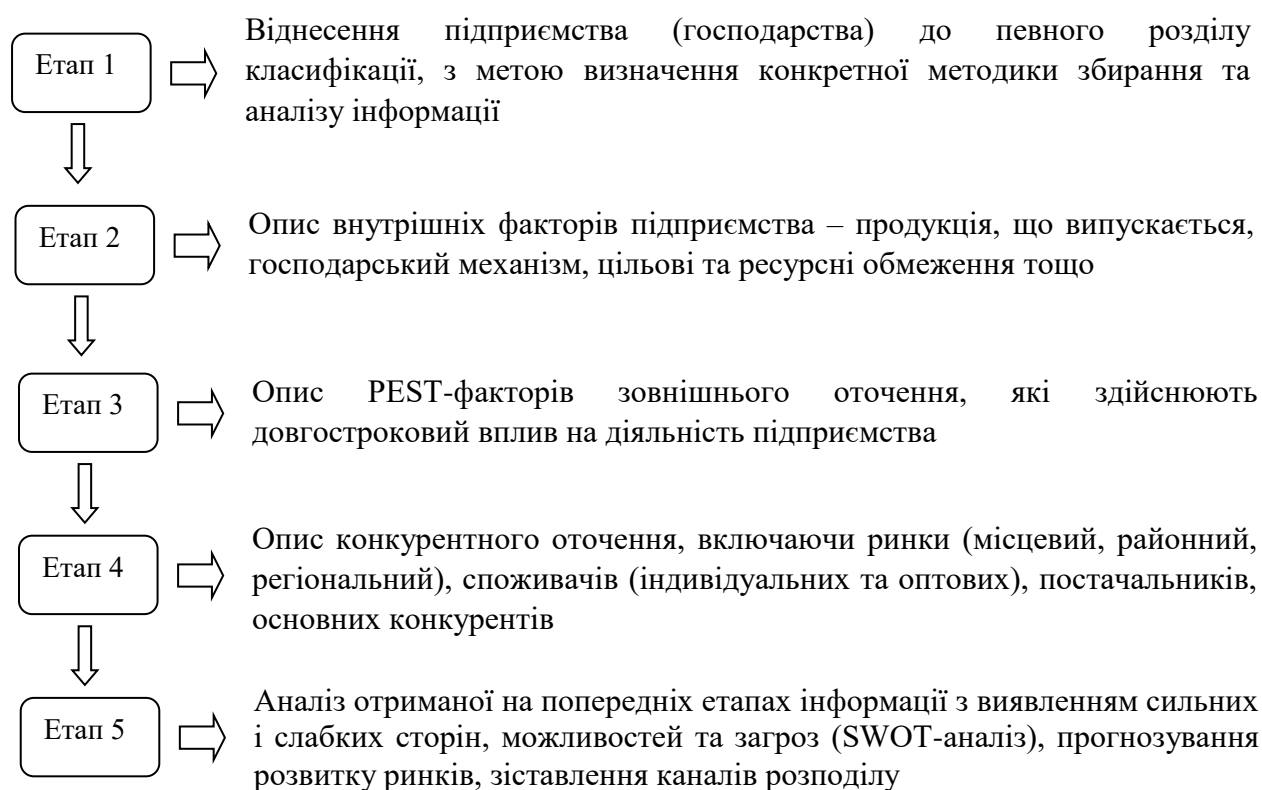 Етап 1
Віднесення підприємства (господарства) до певного розділу
класифікації, з метою визначення конкретної методики збирання та
аналізу інформації
Етап 2
Опис внутрішніх факторів підприємства – продукція, що випускається,
господарський механізм, цільові та ресурсні обмеження тощо
Етап 3
Опис PEST-факторів зовнішнього оточення, які здійснюють
довгостроковий вплив на діяльність підприємства
Етап 4
Опис конкурентного оточення, включаючи ринки (місцевий, районний,
регіональний), споживачів (індивідуальних та оптових), постачальників,
основних конкурентів
Етап 5
Аналіз отриманої на попередніх етапах інформації з виявленням сильних
і слабких сторін, можливостей та загроз (SWOT-аналіз), прогнозування
розвитку ринків, зіставлення каналів розподілу